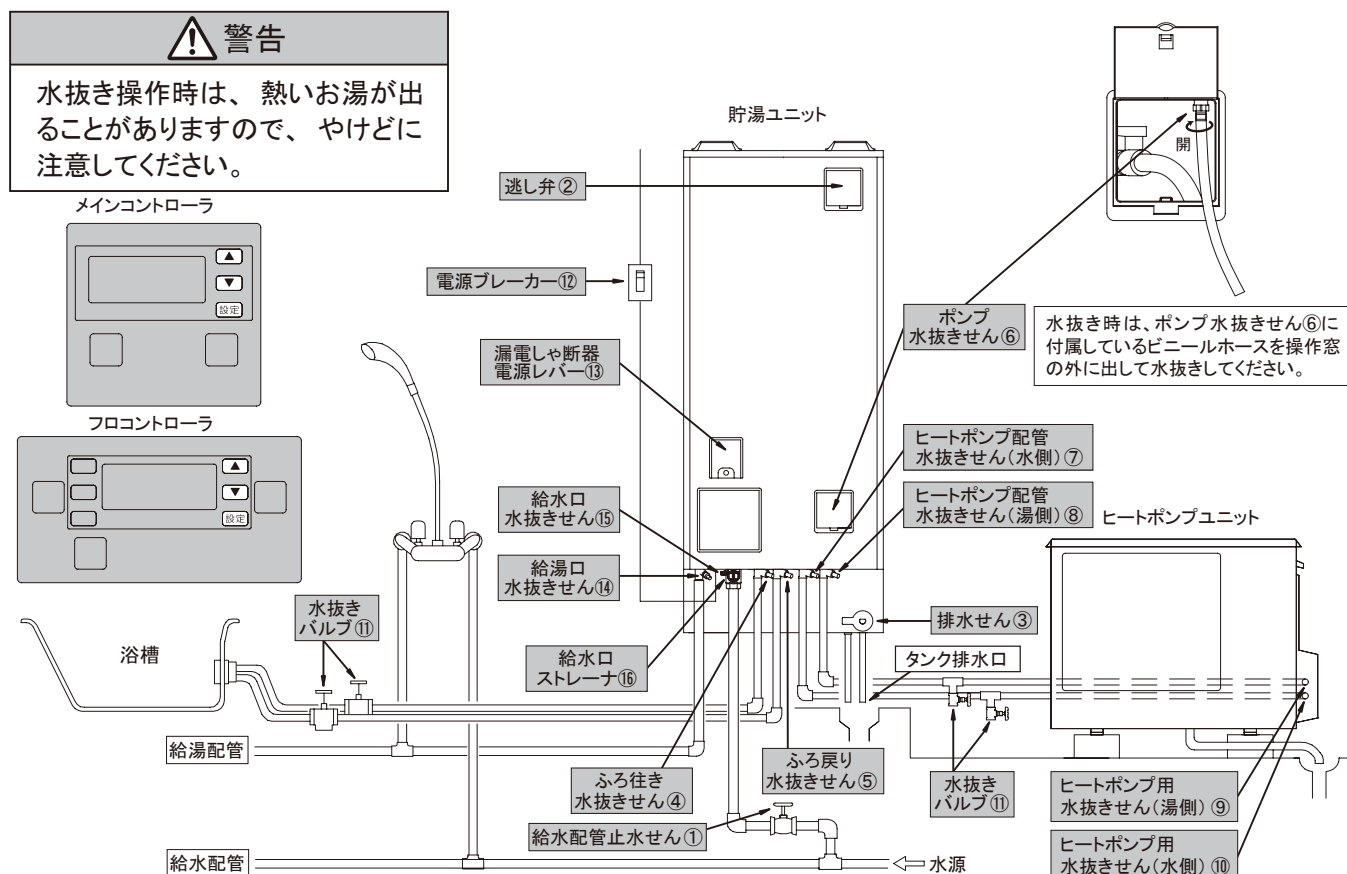 警告
水抜き操作時は、熱いお湯が出
ることがありますので、やけどに
注意してください。
メインコントローラ
▲
▼
設定
フロコントローラ
▲
▼
設定
貯湯ユニット
逃し弁②
電源ブレーカー⑫
漏電しゃ断器
電源レバー⑬
開
ポンプ
水抜きせん⑥
水抜き時は、ポンプ水抜きせん⑥に
付属しているビニールホースを操作窓
の外に出して水抜きしてください。
ヒートポンプ配管
水抜きせん(水側)⑦
ヒートポンプ配管
水抜きせん(湯側)⑧
ヒートポンプユニット
給水口
水抜きせん⑮
給湯口
水抜きせん⑭
給水口
ストレーナ⑯
水抜き
バルブ⑪
浴槽
排水せん③
タンク排水口
給湯配管
ふろ往き
水抜きせん④
ふろ戻り
水抜きせん⑤
水抜き
バルブ⑪
ヒートポンプ用
水抜きせん(湯側)⑨
ヒートポンプ用
水抜きせん(水側)⑩
給水配管止水せん①
給水配管
水源